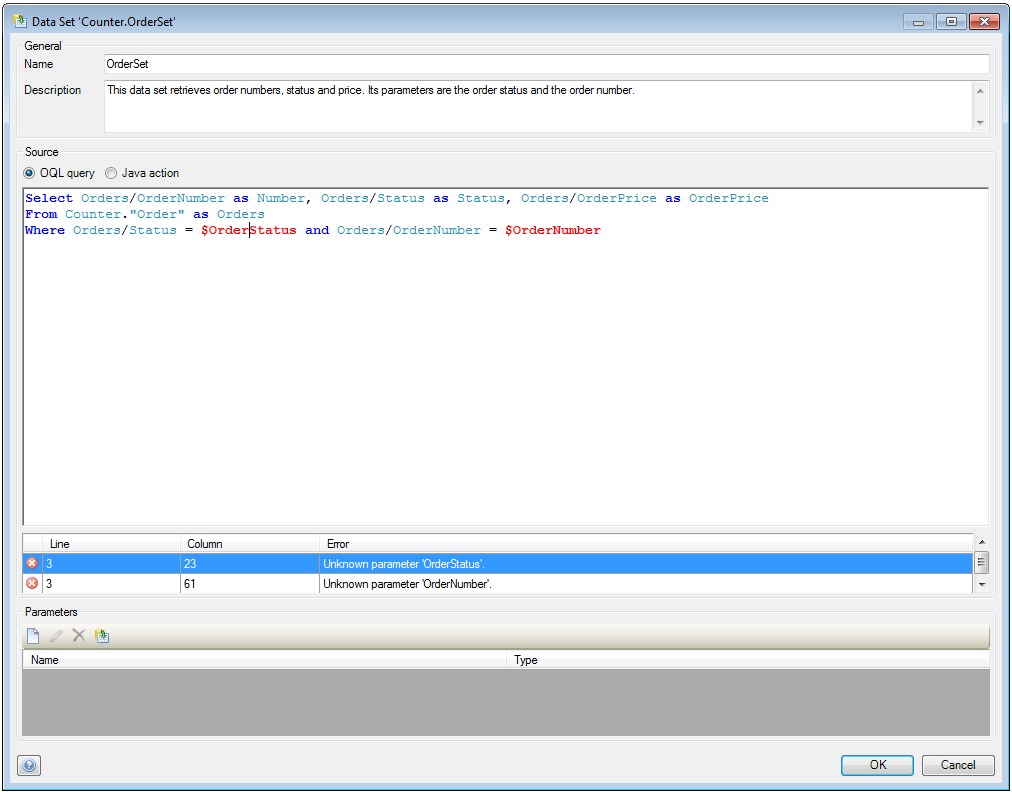 Data Set 'Counter.OrderSet'
General
Name
OrderSet
Description
This data set retrieves order numbers, status and price. Its parameters are the order status and the order number.
Source
OQL query
Java action
Select Orders/OrderNumber as Number, Orders/Status as Status, Orders/OrderPrice as OrderPrice
From Counter."Order" as Orders
Where Orders/Status = $OrderStatus and Orders/OrderNumber = $OrderNumber
Line Column Error
3 23 Unknown parameter 'OrderStatus'.
3 61 Unknown parameter 'OrderNumber'.
Parameters
Name Type
OK Cancel